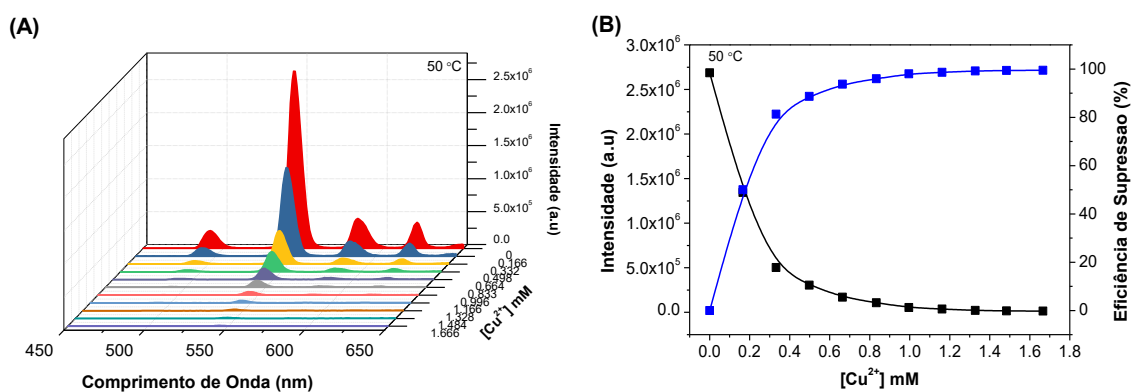 (A)
50 °C
2.5x10⁶
2.0x10⁶
1.5x10⁶
1.0x10⁶
5.0x10⁵
0.0
Intensidade (a.u)
0
0.166
0.332
0.498
0.664
0.833
0.996
1.166
1.328
1.484
1.666
[Cu²⁺] mM
450 500 550 600 650
Comprimento de Onda (nm)
(B)
50 °C
3.0x10⁶
2.5x10⁶
2.0x10⁶
1.5x10⁶
1.0x10⁶
5.0x10⁵
0.0
Intensidade (a.u)
100
80
60
40
20
0
Eficiência de Supressao (%)
0.0 0.2 0.4 0.6 0.8 1.0 1.2 1.4 1.6 1.8
[Cu²⁺] mM